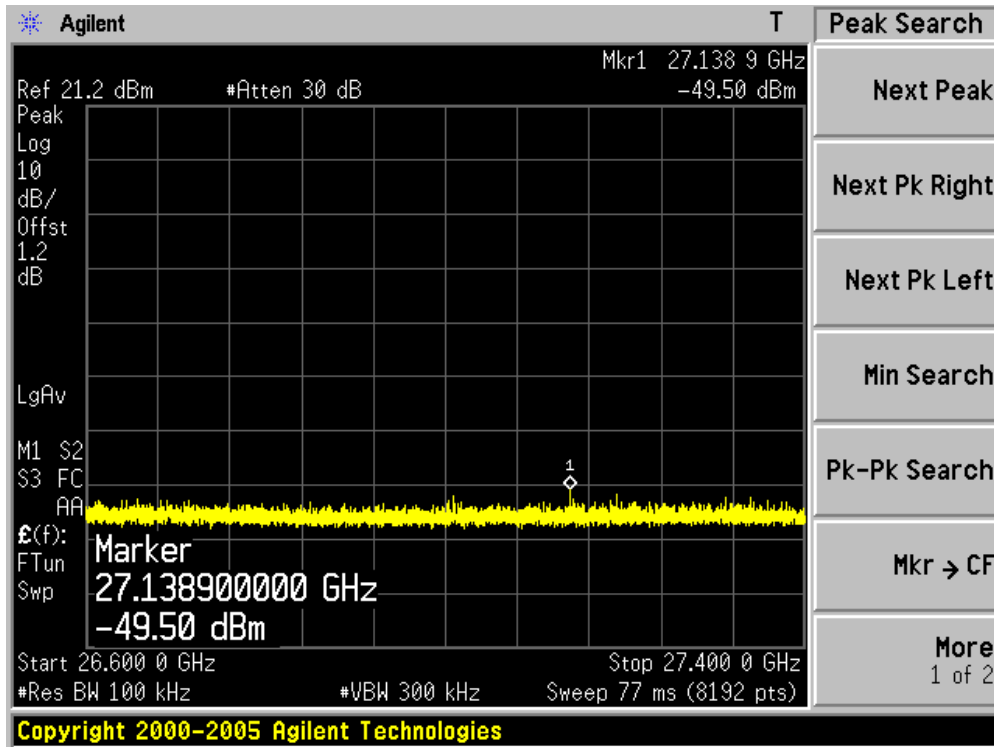 Agilent T Peak Search
Mkr1 27.138 9 GHz
Ref 21.2 dBm #Atten 30 dB -49.50 dBm
Peak
Log
10
dB/
Offst
1.2
dB
LgAv
M1 S2
S3 FC
AA
£(f):
FTun
Swp
1
Marker
27.138900000 GHz
-49.50 dBm
Start 26.600 0 GHz Stop 27.400 0 GHz
#Res BW 100 kHz #VBW 300 kHz Sweep 77 ms (8192 pts)
Copyright 2000-2005 Agilent Technologies
Next Peak
Next Pk Right
Next Pk Left
Min Search
Pk-Pk Search
Mkr → CF
More
1 of 2